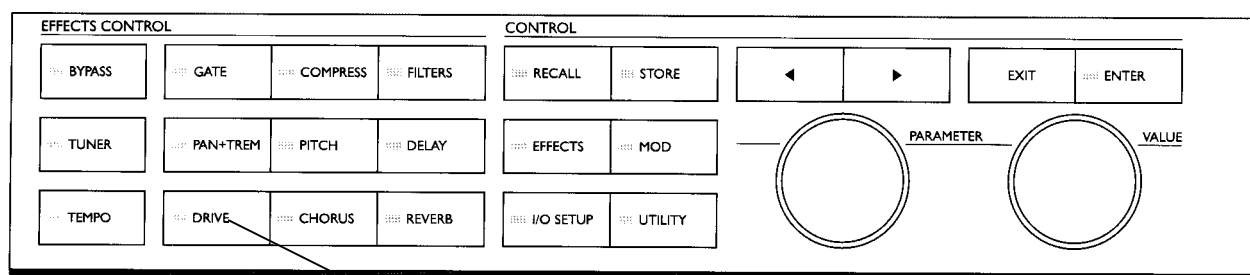 EFFECTS CONTROL CONTROL
BYPASS GATE COMPRESS FILTERS RECALL STORE EXIT ENTER
TUNER PAN+TREM PITCH DELAY EFFECTS MOD PARAMETER VALUE
TEMPO DRIVE CHORUS REVERB I/O SETUP UTILITY